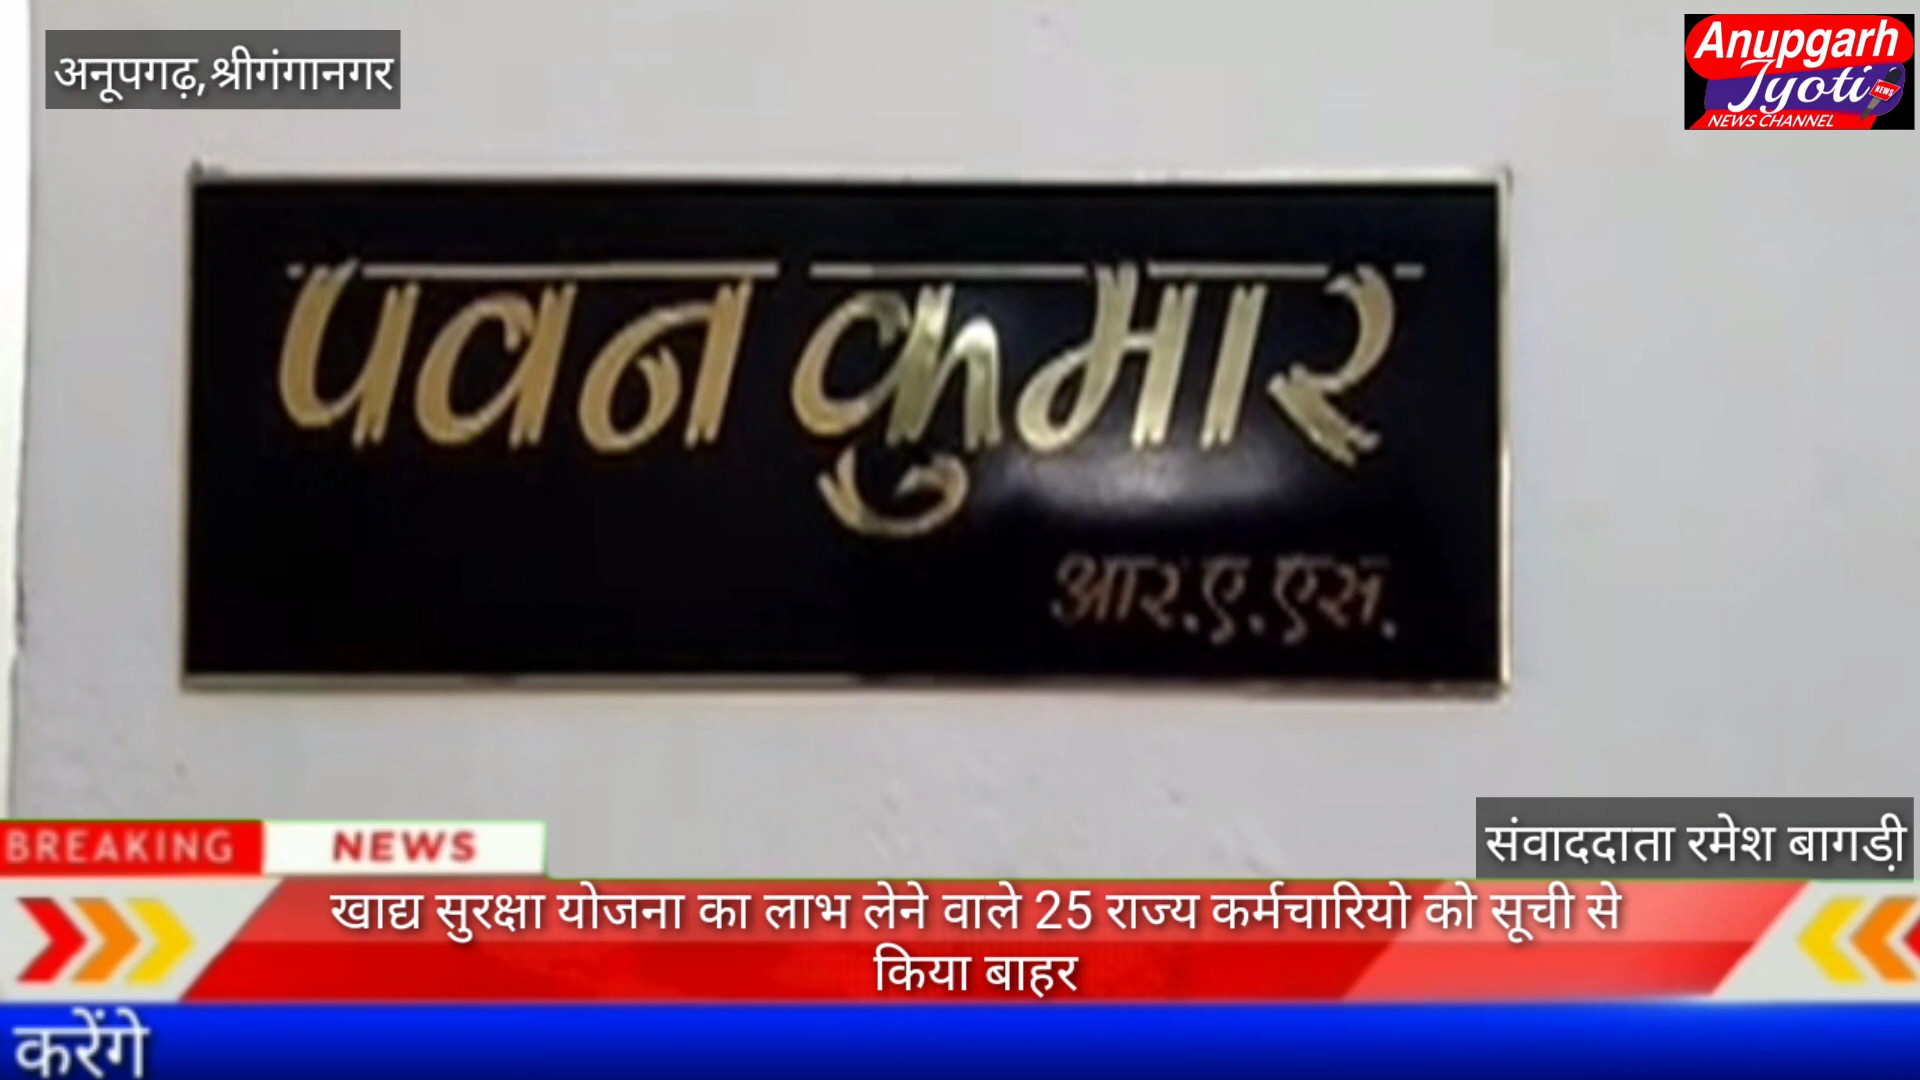 अनूपगढ़,श्रीगंगानगर
Anupgarh
Jyoti
NEWS
NEWS CHANNEL
पवन कुमार
आर.ए.एस.
संवाददाता रमेश बागडी़
BREAKING NEWS
खाद्य सुरक्षा योजना का लाभ लेने वाले 25 राज्य कर्मचारियो को सूची से
किया बाहर
करेंगे